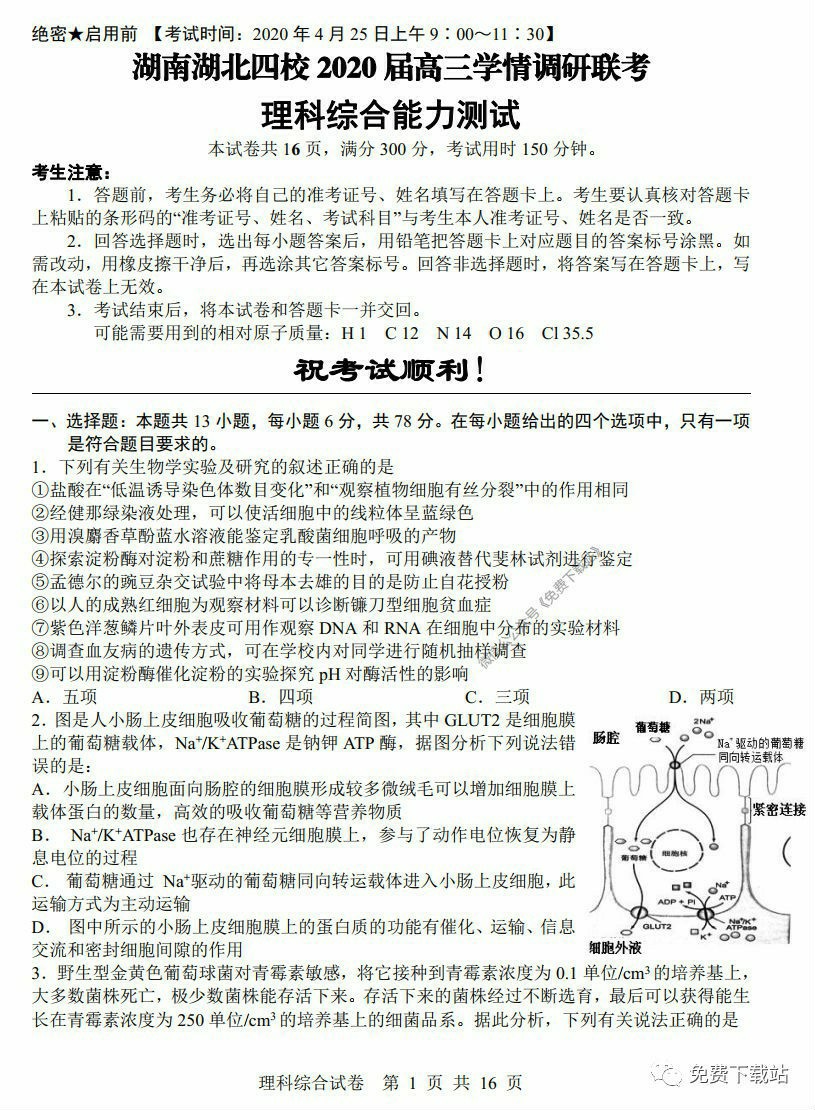 绝密★启用前 【考试时间：2020 年 4 月 25 日上午 9：00～11：30】
湖南湖北四校 2020 届高三学情调研联考
理科综合能力测试
本试卷共 16 页，满分 300 分，考试用时 150 分钟。
考生注意：
1．答题前，考生务必将自己的准考证号、姓名填写在答题卡上。考生要认真核对答题卡
上粘贴的条形码的“准考证号、姓名、考试科目”与考生本人准考证号、姓名是否一致。
2．回答选择题时，选出每小题答案后，用铅笔把答题卡上对应题目的答案标号涂黑。如
需改动，用橡皮擦干净后，再选涂其它答案标号。回答非选择题时，将答案写在答题卡上，写
在本试卷上无效。
3．考试结束后，将本试卷和答题卡一并交回。
可能需要用到的相对原子质量：H 1 C 12 N 14 O 16 Cl 35.5
祝考试顺利！
一、选择题：本题共 13 小题，每小题 6 分，共 78 分。在每小题给出的四个选项中，只有一项
是符合题目要求的。
1．下列有关生物学实验及研究的叙述正确的是
①盐酸在“低温诱导染色体数目变化”和“观察植物细胞有丝分裂”中的作用相同
②经健那绿染液处理，可以使活细胞中的线粒体呈蓝绿色
③用溴麝香草酚蓝水溶液能鉴定乳酸菌细胞呼吸的产物
④探索淀粉酶对淀粉和蔗糖作用的专一性时，可用碘液替代斐林试剂进行鉴定
⑤孟德尔的豌豆杂交试验中将母本去雄的目的是防止自花授粉
⑥以人的成熟红细胞为观察材料可以诊断镰刀型细胞贫血症
⑦紫色洋葱鳞片叶外表皮可用作观察 DNA 和 RNA 在细胞中分布的实验材料
⑧调查血友病的遗传方式，可在学校内对同学进行随机抽样调查
⑨可以用淀粉酶催化淀粉的实验探究 pH 对酶活性的影响
A．五项 B．四项 C．三项 D．两项
2．图是人小肠上皮细胞吸收葡萄糖的过程简图，其中 GLUT2 是细胞膜
上的葡萄糖载体，Na⁺/K⁺ATPase 是钠钾 ATP 酶，据图分析下列说法错
误的是：
A．小肠上皮细胞面向肠腔的细胞膜形成较多微绒毛可以增加细胞膜上
载体蛋白的数量，高效的吸收葡萄糖等营养物质
B． Na⁺/K⁺ATPase 也存在神经元细胞膜上，参与了动作电位恢复为静
息电位的过程
C． 葡萄糖通过 Na⁺驱动的葡萄糖同向转运载体进入小肠上皮细胞，此
运输方式为主动运输
D． 图中所示的小肠上皮细胞膜上的蛋白质的功能有催化、运输、信息
交流和密封细胞间隙的作用
肠腔
葡萄糖
2Na⁺
Na⁺驱动的葡萄糖
同向转运载体
紧密连接
葡萄糖
细胞核
Na⁺
ADP + Pi
ATP
GLUT2
Na⁺/K⁺
ATPase
K⁺
细胞外液
3．野生型金黄色葡萄球菌对青霉素敏感，将它接种到青霉素浓度为 0.1 单位/cm³ 的培养基上，
大多数菌株死亡，极少数菌株能存活下来。存活下来的菌株经过不断选育，最后可以获得能生
长在青霉素浓度为 250 单位/cm³ 的培养基上的细菌品系。据此分析，下列有关说法正确的是
理科综合试卷 第 1 页 共 16 页
免费下载站